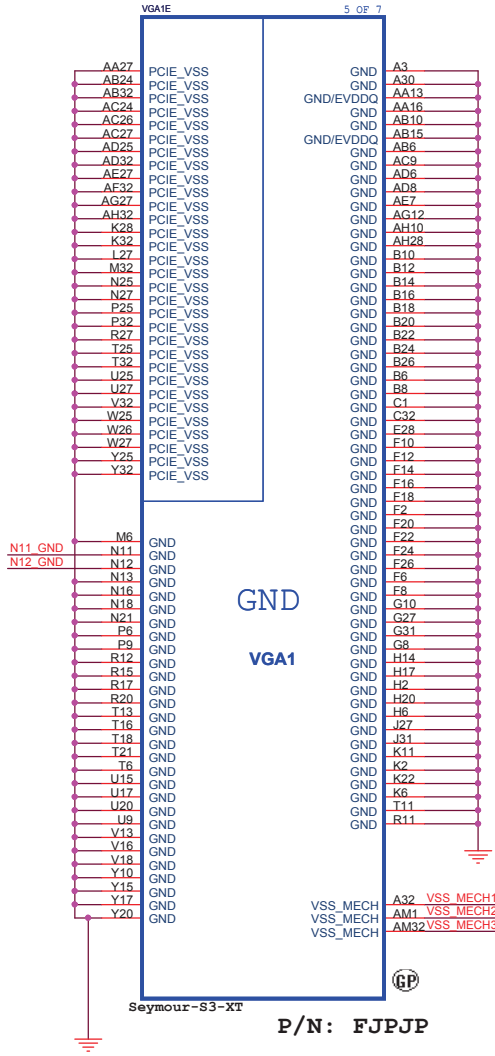 VGA1E 5 OF 7
AA27 PCIE_VSS GND A3
AB24 PCIE_VSS GND A30
AB32 PCIE_VSS GND/EVDDQ AA13
AC24 PCIE_VSS GND AA16
AC26 PCIE_VSS GND AB10
AC27 PCIE_VSS GND/EVDDQ AB15
AD25 PCIE_VSS GND AB6
AD32 PCIE_VSS GND AC9
AE27 PCIE_VSS GND AD6
AF32 PCIE_VSS GND AD8
AG27 PCIE_VSS GND AE7
AH32 PCIE_VSS GND AG12
K28 PCIE_VSS GND AH10
K32 PCIE_VSS GND AH28
L27 PCIE_VSS GND B10
M32 PCIE_VSS GND B12
N25 PCIE_VSS GND B14
N27 PCIE_VSS GND B16
P25 PCIE_VSS GND B18
P32 PCIE_VSS GND B20
R27 PCIE_VSS GND B22
T25 PCIE_VSS GND B24
T32 PCIE_VSS GND B26
U25 PCIE_VSS GND B6
U27 PCIE_VSS GND B8
V32 PCIE_VSS GND C1
W25 PCIE_VSS GND C32
W26 PCIE_VSS GND E28
W27 PCIE_VSS GND F10
Y25 PCIE_VSS GND F12
Y32 PCIE_VSS GND F14
GND F16
GND F18
GND F2
GND F20
M6 GND GND F22
N11_GND N11 GND GND F24
N12_GND N12 GND GND F26
N13 GND GND F6
N16 GND GND F8
N18 GND GND G10
N21 GND GND G27
P6 GND GND G31
P9 GND GND G8
R12 GND GND H14
R15 GND GND H17
R17 GND GND H2
R20 GND GND H20
T13 GND GND H6
T16 GND GND J27
T18 GND GND J31
T21 GND GND K11
T6 GND GND K2
U15 GND GND K22
U17 GND GND K6
U20 GND GND T11
U9 GND GND R11
V13 GND
V16 GND
V18 GND
Y10 GND
Y15 GND
Y17 GND VSS_MECH A32 VSS_MECH1
Y20 GND VSS_MECH AM1 VSS_MECH2
VSS_MECH AM32 VSS_MECH3
GND
VGA1
GP
Seymour-S3-XT
P/N: FJPJP